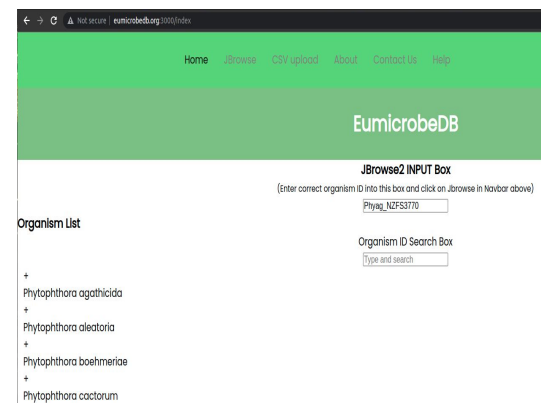 Not secure | eumicrobedb.org:3000/index
Home JBrowse CSV upload About Contact Us Help
EumicrobeDB
JBrowse2 INPUT Box
(Enter correct organism ID into this box and click on Jbrowse in Navbar above)
Phyag_NZFS3770
Organism List
Organism ID Search Box
Type and search
+
Phytophthora agathicida
+
Phytophthora aleatoria
+
Phytophthora boehmeriae
+
Phytophthora cactorum